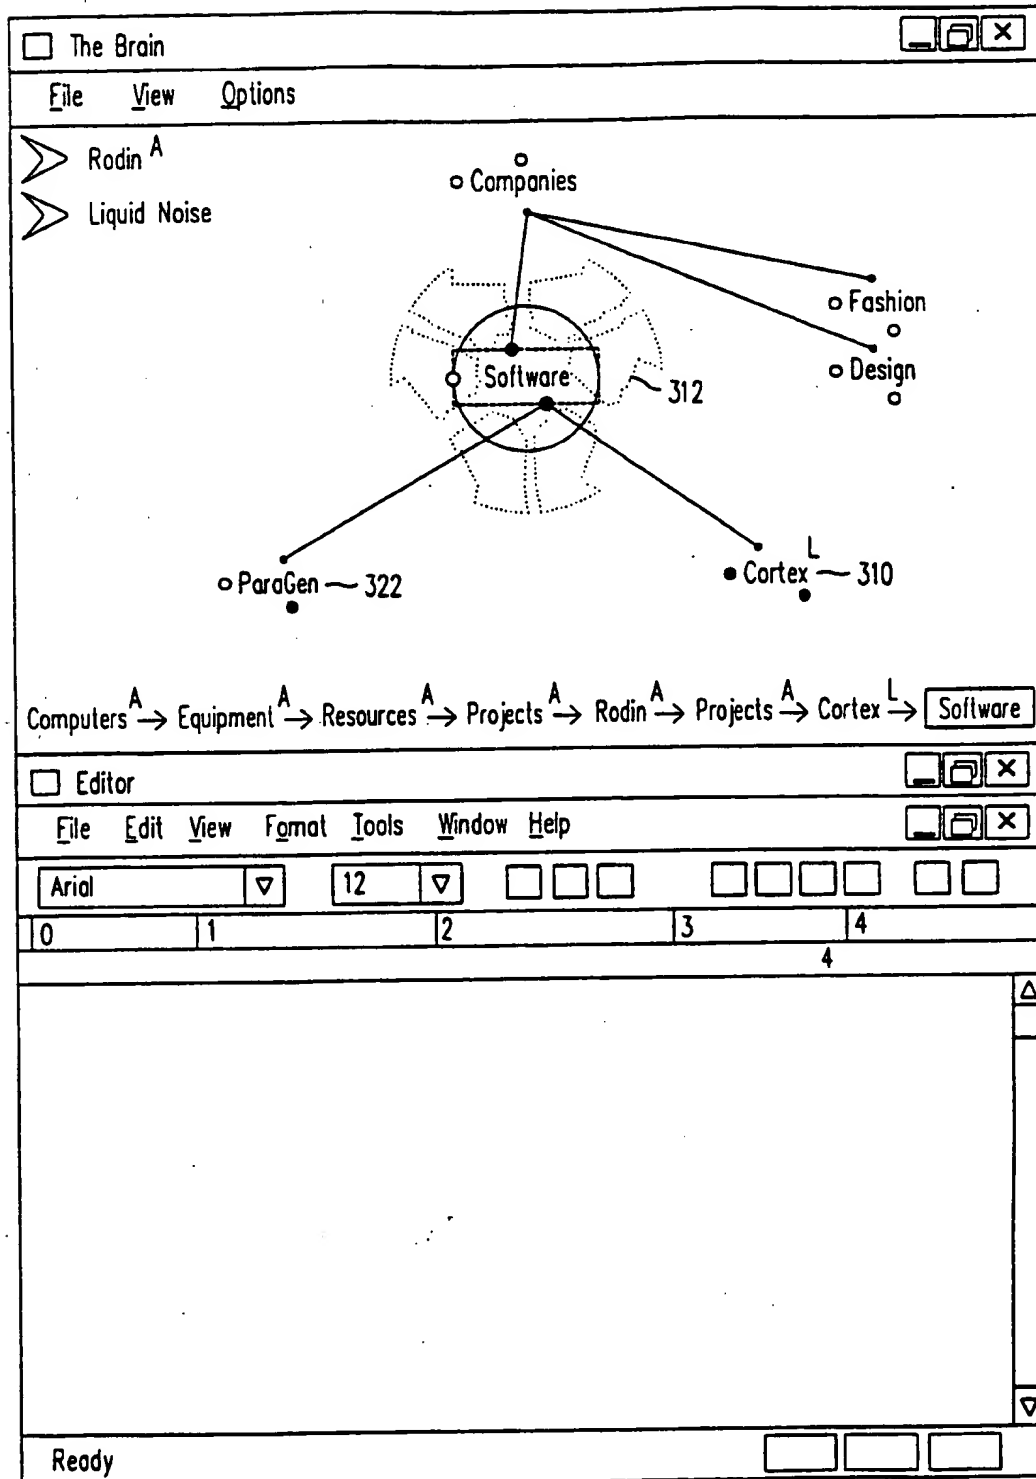 The Brain
File View Options
Rodin A
Liquid Noise
Companies
Fashion
Design
Software
312
ParaGen 322
Cortex L 310
Computers A → Equipment A → Resources A → Projects A → Rodin A → Projects A → Cortex L → Software
Editor
File Edit View Fomat Tools Window Help
Arial 12
0 1 2 3 4
4
Ready